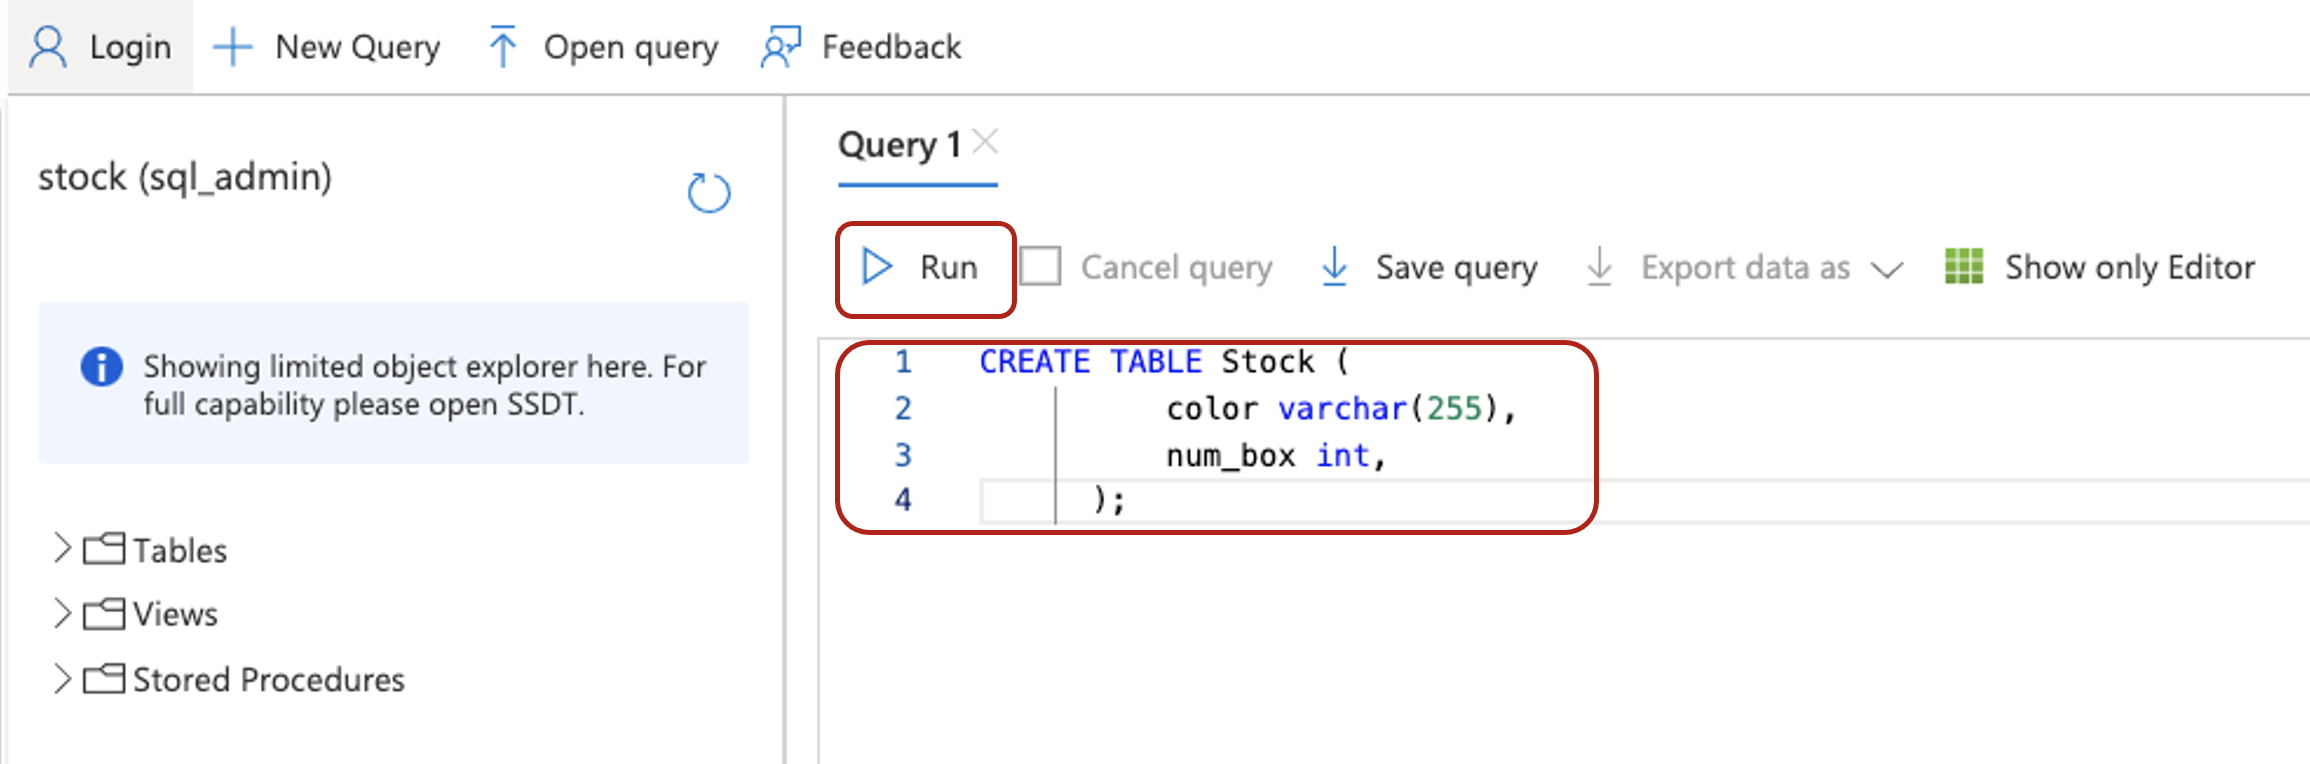 Login New Query Open query Feedback
stock (sql_admin)
Showing limited object explorer here. For
full capability please open SSDT.
Tables
Views
Stored Procedures
Query 1
Run Cancel query Save query Export data as Show only Editor
1 CREATE TABLE Stock (
2 color varchar(255),
3 num_box int,
4 );